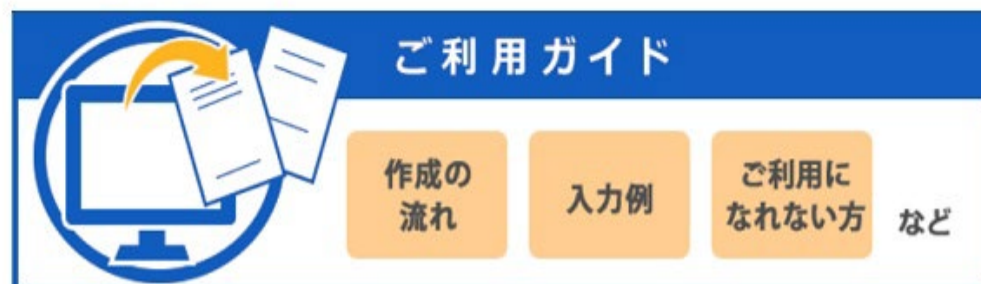 ご利用ガイド
作成の
流れ
入力例
ご利用に
なれない方
など